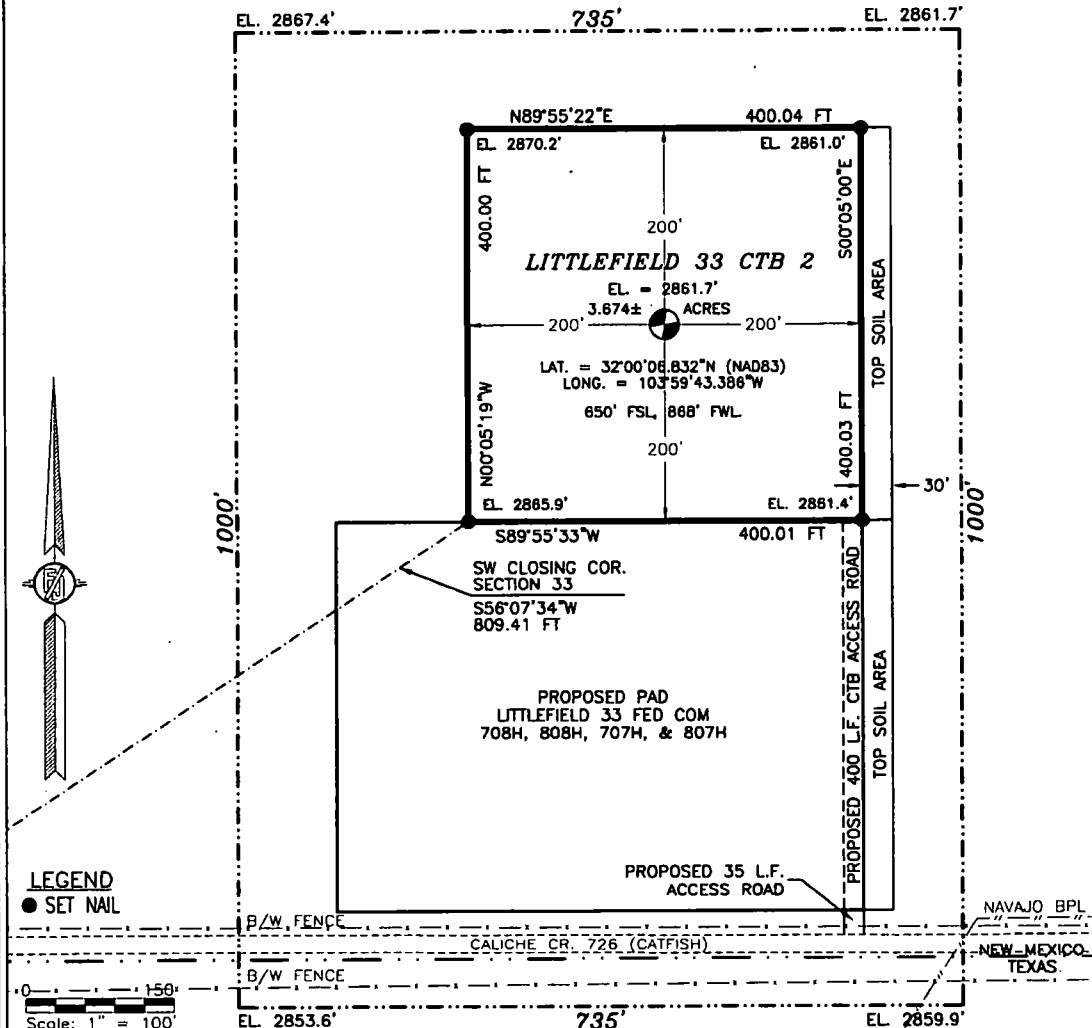 EL. 2867.4'
735'
EL. 2861.7'
N89°55'22"E
400.04 FT
EL. 2870.2'
EL. 2861.0'
400.00 FT
S00°05'00"E
200'
LITTLEFIELD 33 CTB 2
EL. = 2861.7'
3.674± ACRES
200'
200'
TOP SOIL AREA
LAT. = 32°00'06.832"N (NAD83)
LONG. = 103°59'43.386"W
650' FSL, 868' FWL
N00°05'19"W
400.03 FT
200'
30'
EL. 2865.9'
EL. 2861.4'
1000'
1000'
S89°55'33"W
400.01 FT
SW CLOSING COR.
SECTION 33
S56°07'34"W
809.41 FT
PROPOSED 400 L.F. CTB ACCESS ROAD
TOP SOIL AREA
PROPOSED PAD
LITTLEFIELD 33 FED COM
708H, 808H, 707H, & 807H
PROPOSED 35 L.F.
ACCESS ROAD
LEGEND
SET NAIL
B/W FENCE
NAVAJO BPL
CALICHE CR. 726 (CATFISH)
NEW MEXICO
TEXAS
B/W FENCE
0 150
Scale: 1" = 100'
EL. 2853.6'
735'
EL. 2859.9'